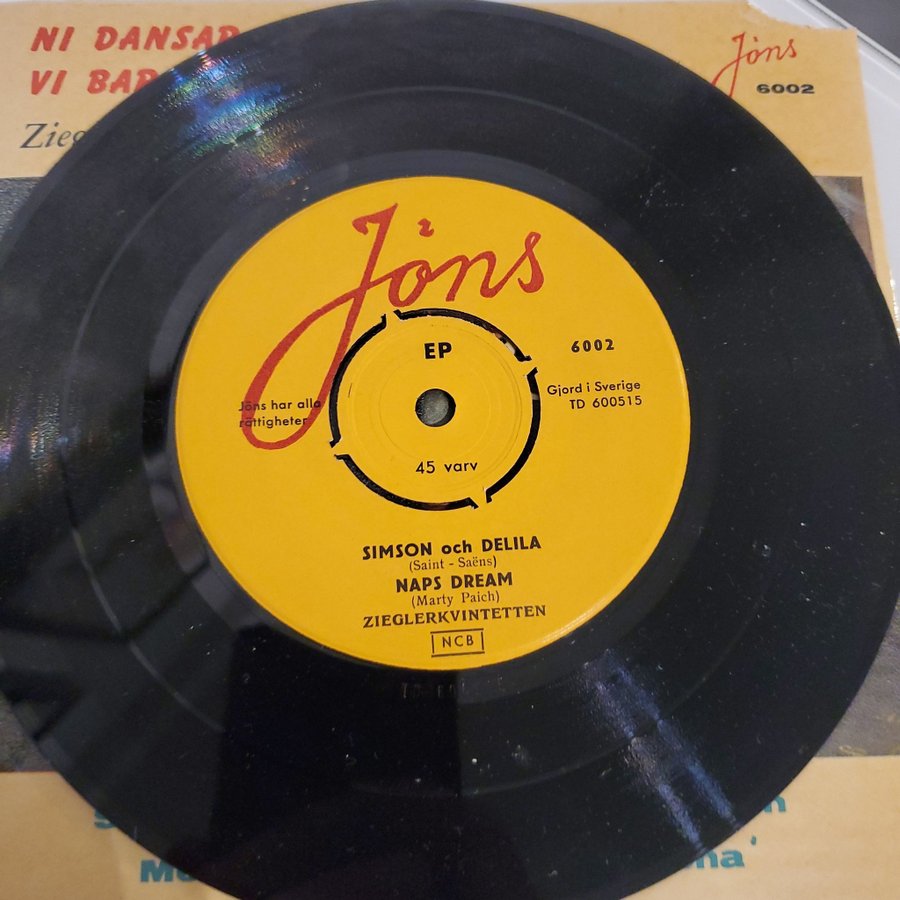 NI DANSAR
VI BAR
Jöns
6002
Jöns
EP
6002
Jöns har alla
rättigheter
Gjord i Sverige
TD 600515
45 varv
SIMSON och DELILA
(Saint - Saëns)
NAPS DREAM
(Marty Paich)
ZIEGLERKVINTETTEN
NCB